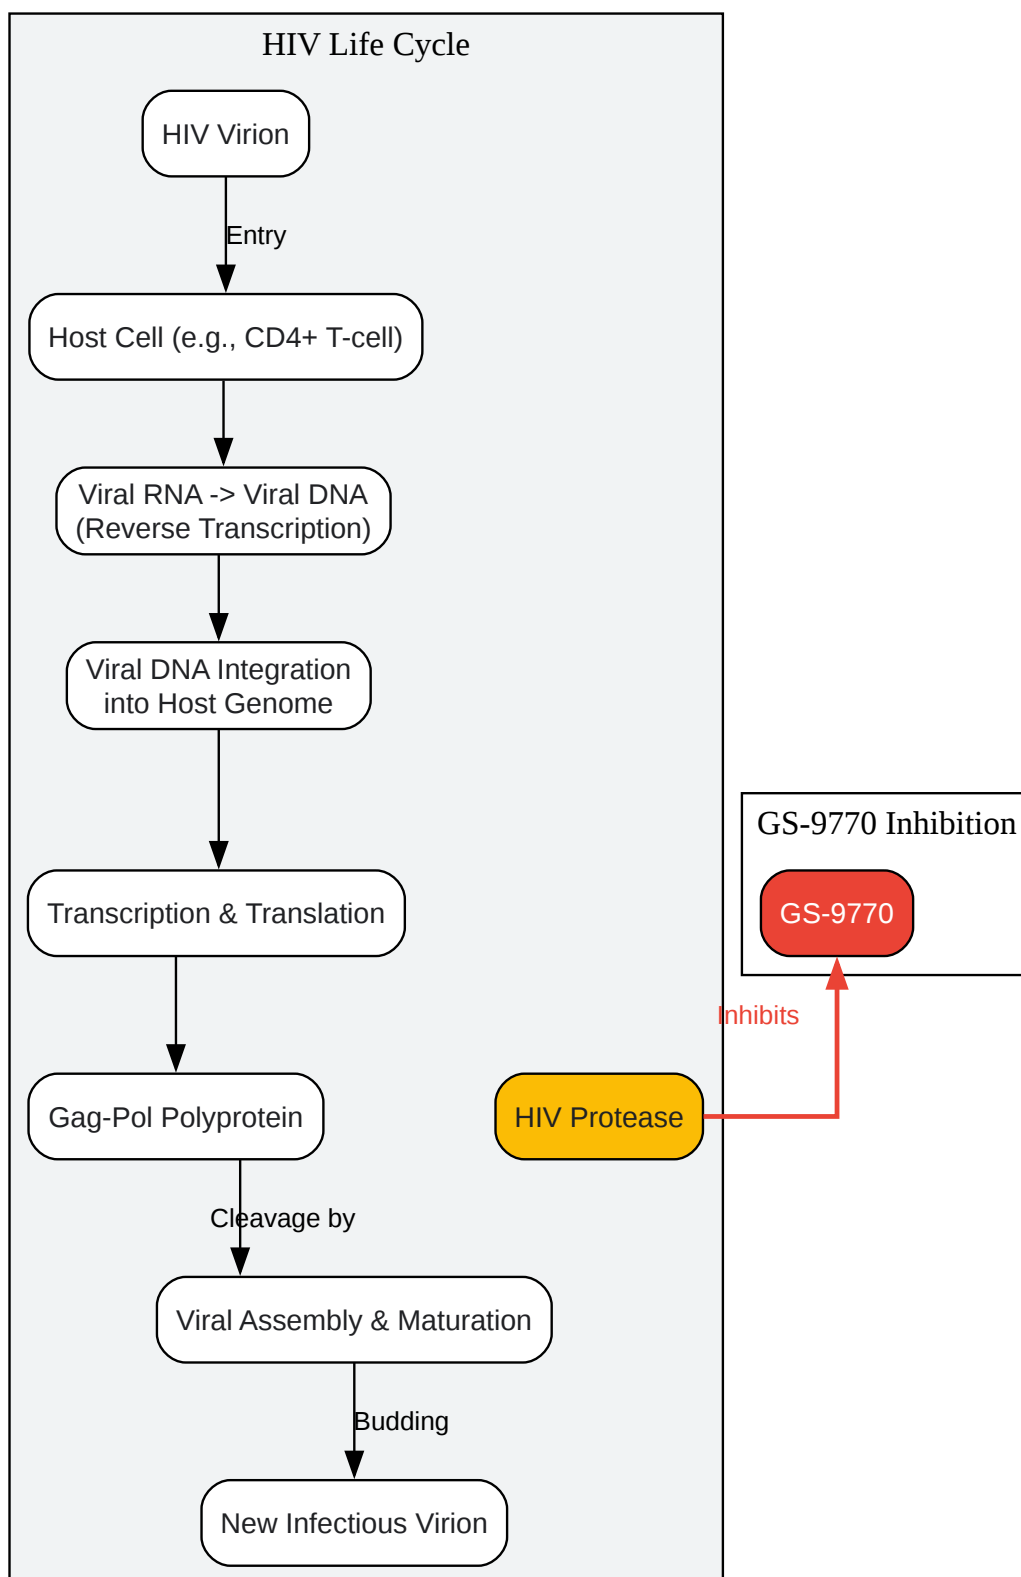 HIV Life Cycle
HIV Virion
Entry
Host Cell (e.g., CD4+ T-cell)
Viral RNA -> Viral DNA
(Reverse Transcription)
Viral DNA Integration
into Host Genome
GS-9770 Inhibition
Transcription & Translation
GS-9770
Inhibits
Gag-Pol Polyprotein
HIV Protease
Cleavage by
Viral Assembly & Maturation
Budding
New Infectious Virion